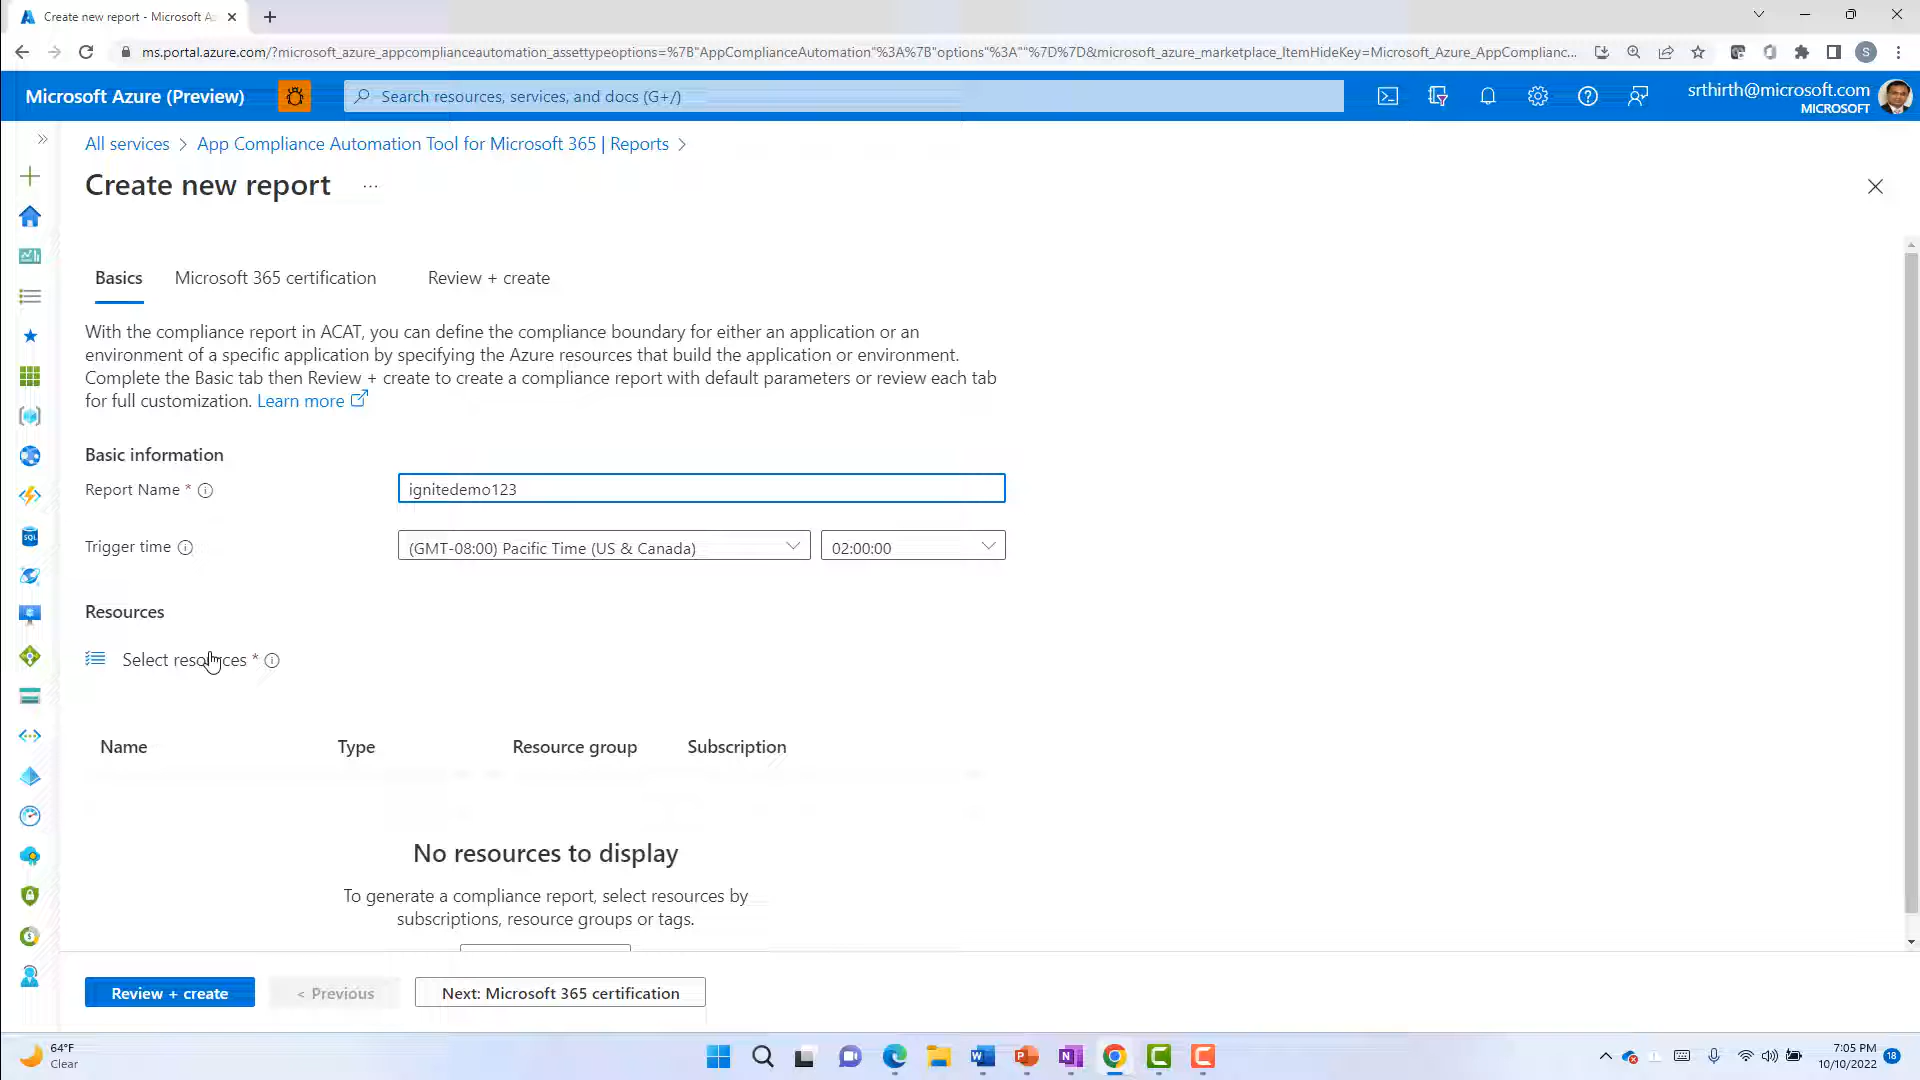 Create new report - Microsoft A
ms.portal.azure.com/?microsoft_azure_appcomplianceautomation_assettypeoptions=%7B"AppComplianceAutomation"%3A%7B"options"%3A""%7D%7D&microsoft_azure_marketplace_ItemHideKey=Microsoft_Azure_AppComplianc...
S
Microsoft Azure (Preview)
Search resources, services, and docs (G+/)
srthirth@microsoft.com
MICROSOFT
All services > App Compliance Automation Tool for Microsoft 365 | Reports >
Create new report ...
Basics
Microsoft 365 certification
Review + create
With the compliance report in ACAT, you can define the compliance boundary for either an application or an
environment of a specific application by specifying the Azure resources that build the application or environment.
Complete the Basic tab then Review + create to create a compliance report with default parameters or review each tab
for full customization. Learn more
Basic information
Report Name *
ignitedemo123
Trigger time
(GMT-08:00) Pacific Time (US & Canada)
02:00:00
Resources
Select resources *
Name
Type
Resource group
Subscription
No resources to display
To generate a compliance report, select resources by
subscriptions, resource groups or tags.
Review + create
< Previous
Next: Microsoft 365 certification
64°F
Clear
7:05 PM
10/10/2022
18